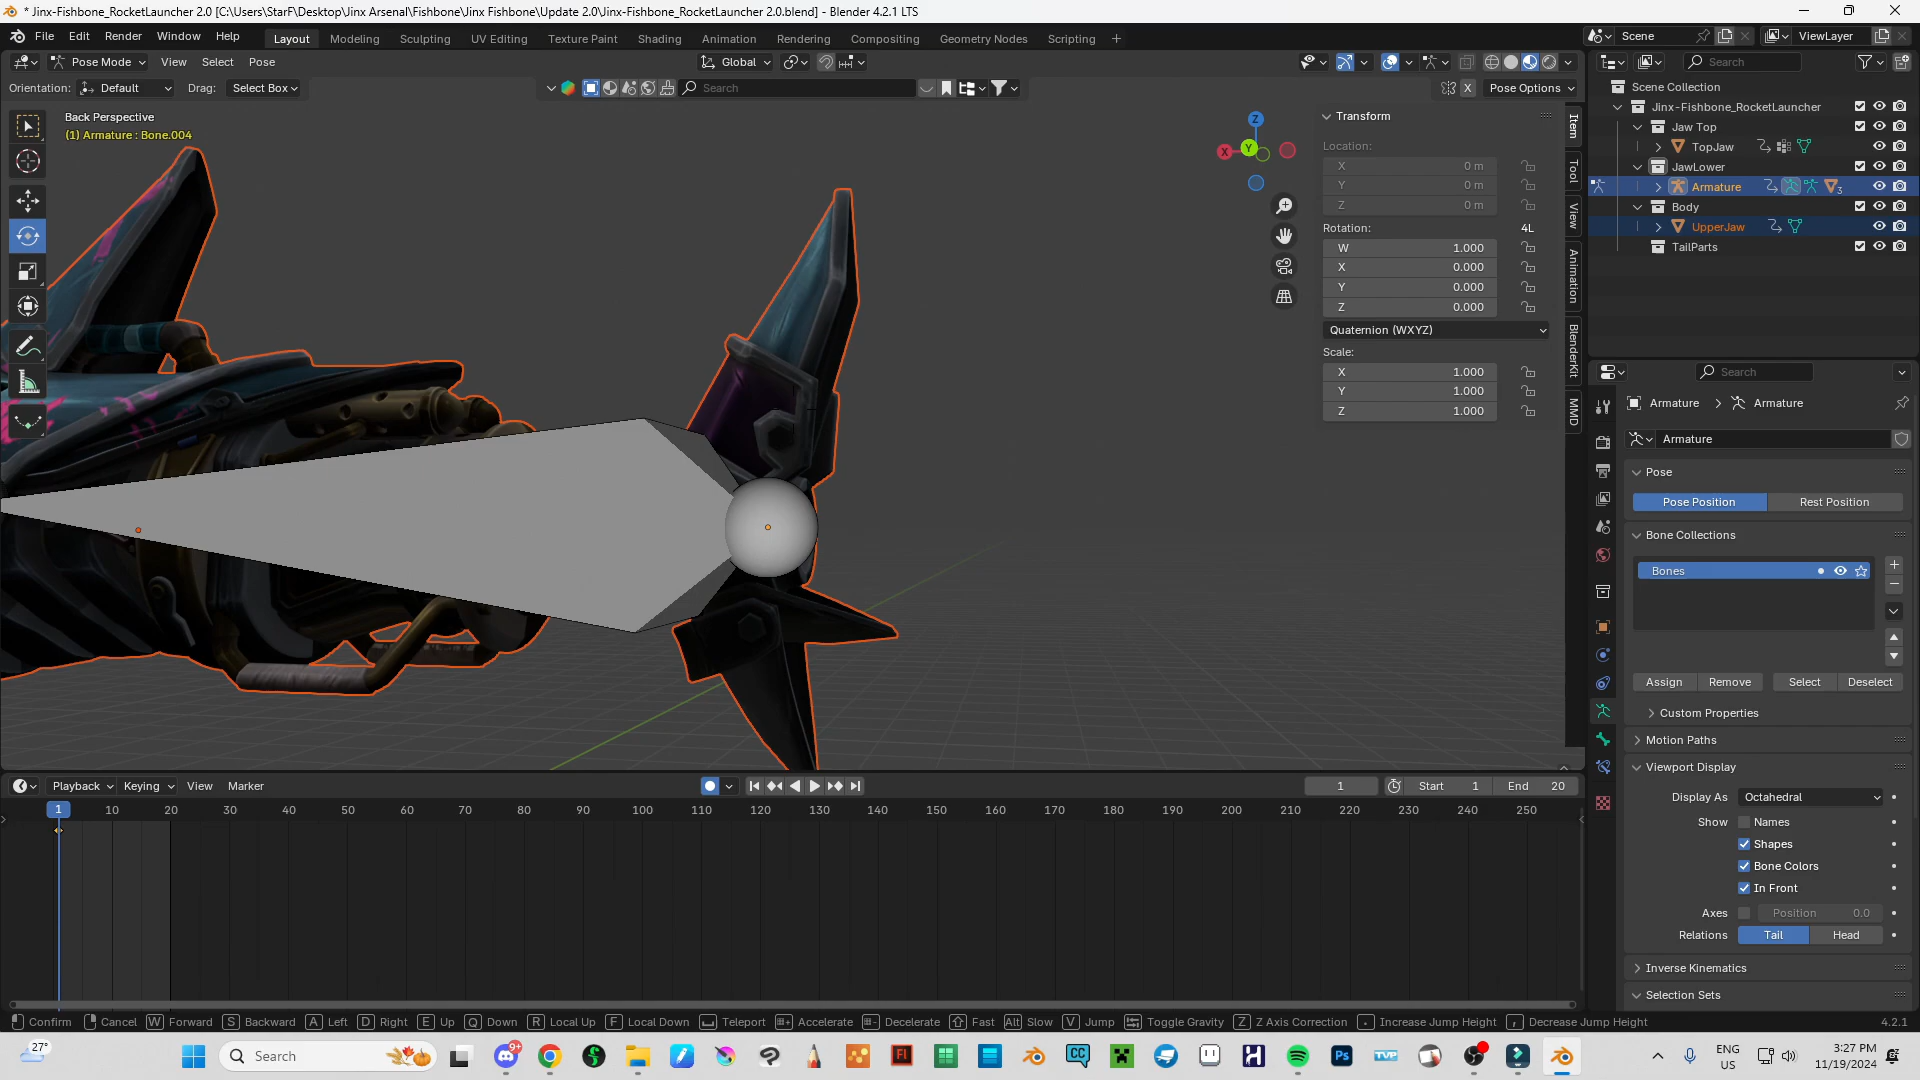 * Jinx-Fishbone_RocketLauncher 2.0 [C:\Users\StarF\Desktop\Jinx Arsenal\Fishbone\Jinx Fishbone\Update 2.0\Jinx-Fishbone_RocketLauncher 2.0.blend] - Blender 4.2.1 LTS
File Edit Render Window Help Layout Modeling Sculpting UV Editing Texture Paint Shading Animation Rendering Compositing Geometry Nodes Scripting + Scene ViewLayer
Pose Mode View Select Pose Global Search
Orientation: Default Drag: Select Box Search X Pose Options
Back Perspective
(1) Armature : Bone.004
Z
X Y
Transform
Location:
X 0 m
Y 0 m
Z 0 m
Rotation: 4L
W 1.000
X 0.000
Y 0.000
Z 0.000
Quaternion (WXYZ)
Scale:
X 1.000
Y 1.000
Z 1.000
Item
Tool
View
Animation
BlenderKit
MMD
Scene Collection
Jinx-Fishbone_RocketLauncher
Jaw Top
TopJaw
JawLower
Armature 3
Body
UpperJaw
TailParts
Search
Armature > Armature
Armature
Pose
Pose Position Rest Position
Bone Collections
Bones
Assign Remove Select Deselect
Custom Properties
Motion Paths
Viewport Display
Display As Octahedral
Show Names
Shapes
Bone Colors
In Front
Axes Position 0.0
Relations Tail Head
Inverse Kinematics
Selection Sets
Playback Keying View Marker 1 Start 1 End 20
1 10 20 30 40 50 60 70 80 90 100 110 120 130 140 150 160 170 180 190 200 210 220 230 240 250
Confirm Cancel W Forward S Backward A Left D Right E Up Q Down R Local Up F Local Down Teleport Accelerate Decelerate Fast Alt Slow V Jump Toggle Gravity Z Z Axis Correction . Increase Jump Height , Decrease Jump Height 4.2.1
27° Search 9+ Fl CC H Ps TVP ENG US 3:27 PM 11/19/2024